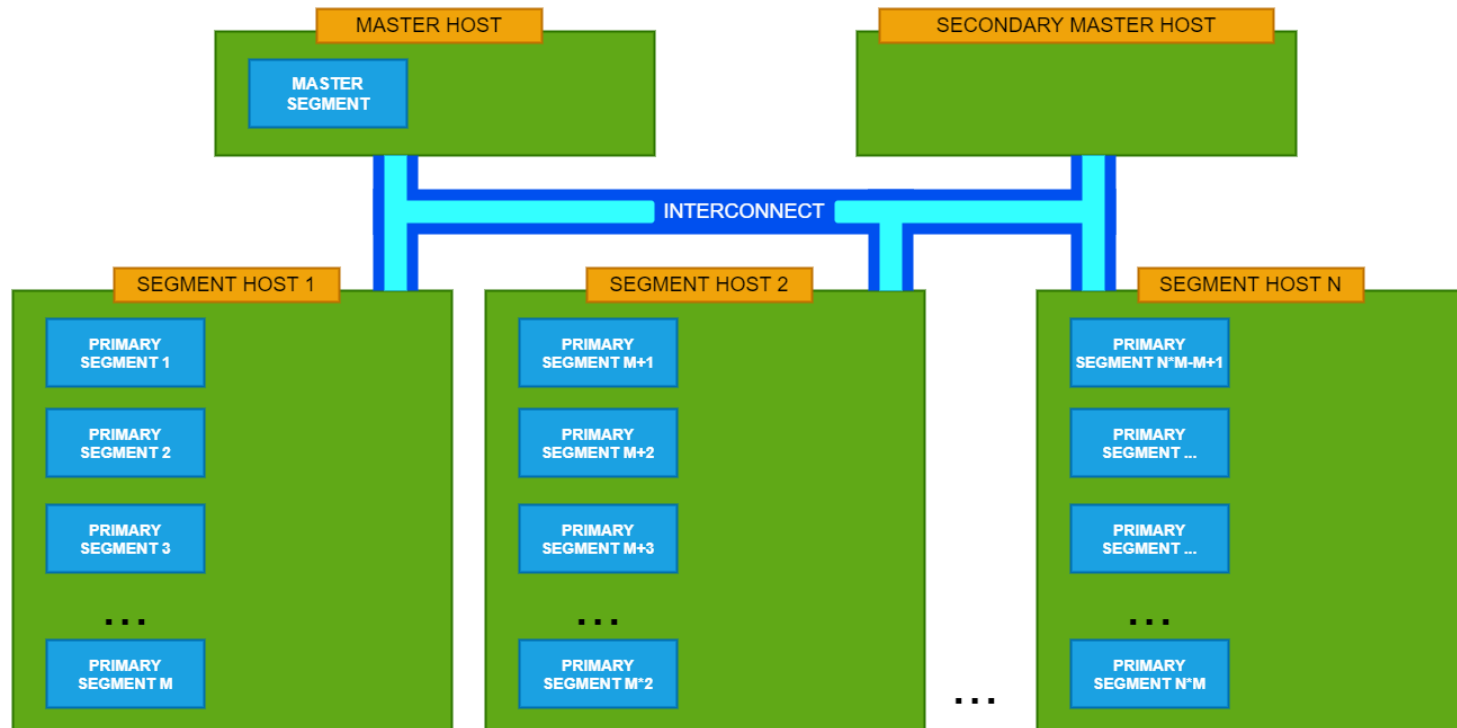 MASTER HOST
SECONDARY MASTER HOST
MASTER
SEGMENT
INTERCONNECT
SEGMENT HOST 1
SEGMENT HOST 2
SEGMENT HOST N
PRIMARY
SEGMENT 1
PRIMARY
SEGMENT M+1
PRIMARY
SEGMENT N*M-M+1
PRIMARY
SEGMENT 2
PRIMARY
SEGMENT M+2
PRIMARY
SEGMENT ...
PRIMARY
SEGMENT 3
PRIMARY
SEGMENT M+3
PRIMARY
SEGMENT ...
...
...
...
PRIMARY
SEGMENT M
PRIMARY
SEGMENT M*2
...
PRIMARY
SEGMENT N*M